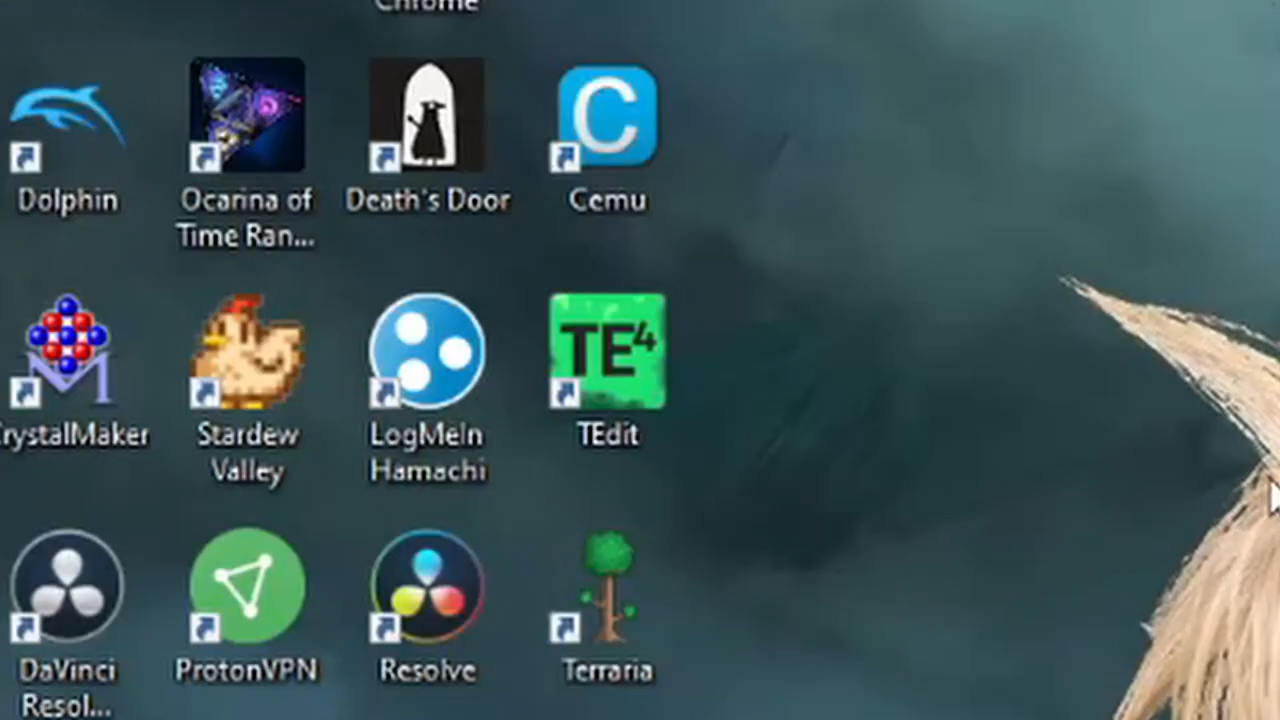 Chrome
Dolphin
Ocarina of
Time Ran...
Death's Door
C
Cemu
M
CrystalMaker
Stardew
Valley
LogMeIn
Hamachi
TE4
TEdit
DaVinci
Resol...
ProtonVPN
Resolve
Terraria